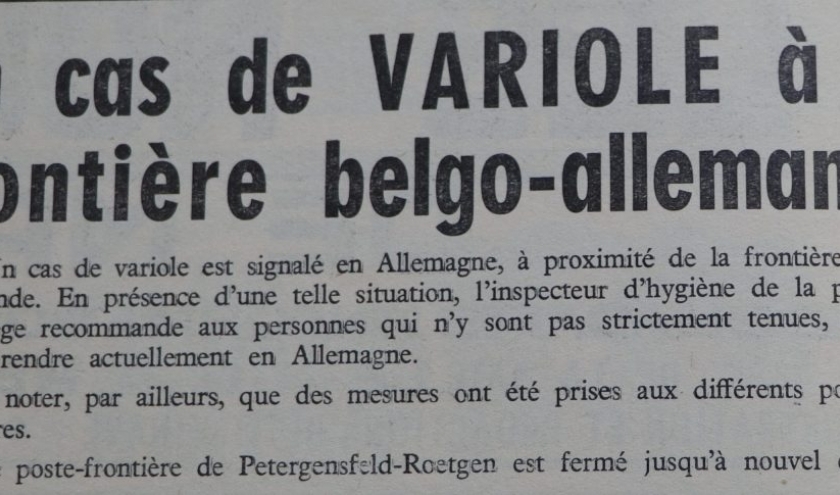 cas de VARIOLE à
ontière belgo-alleman
n cas de variole est signalé en Allemagne, à proximité de la frontière
nde. En présence d'une telle situation, l'inspecteur d'hygiène de la p
ge recommande aux personnes qui n'y sont pas strictement tenues,
rendre actuellement en Allemagne.
noter, par ailleurs, que des mesures ont été prises aux différents po
res.
poste-frontière de Petergensfeld-Roetgen est fermé jusqu'à nouvel